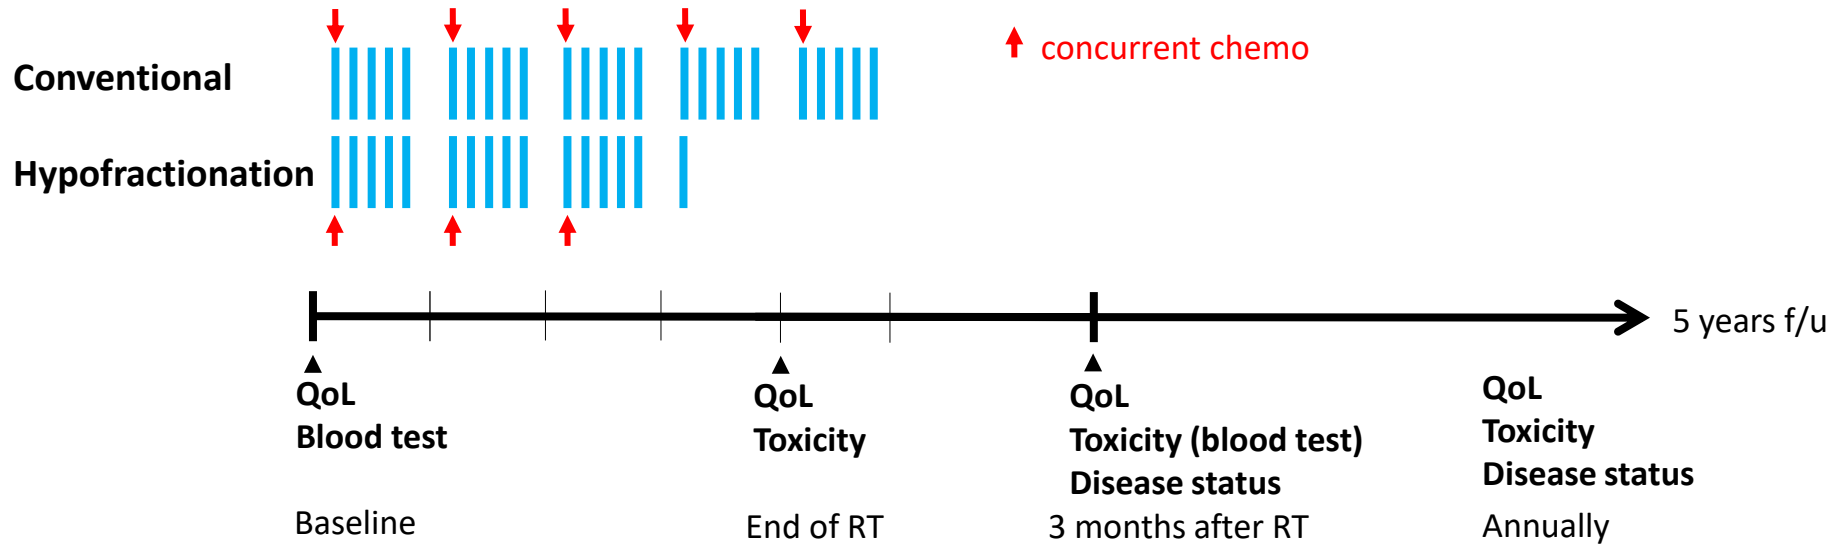 concurrent chemo
Conventional
Hypofractionation
5 years f/u
QoL
Blood test
Baseline
QoL
Toxicity
End of RT
QoL
Toxicity (blood test)
Disease status
3 months after RT
QoL
Toxicity
Disease status
Annually